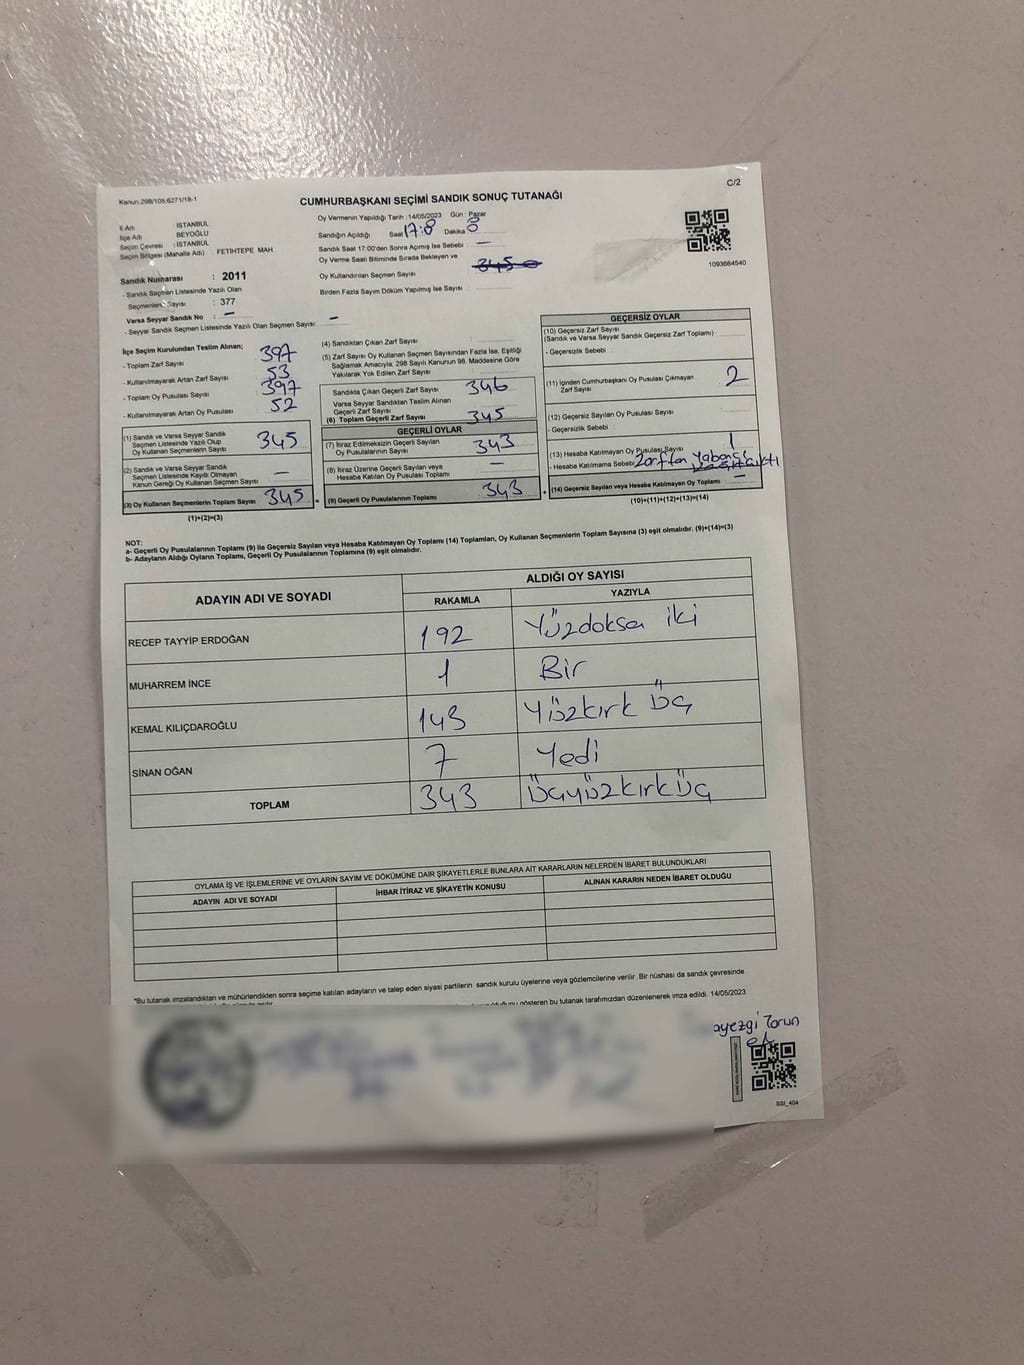 Kanun:298/105;6271/18-1
C/2
CUMHURBAŞKANI SEÇİMİ SANDIK SONUÇ TUTANAĞI
İl Adı : İSTANBUL
İlçe Adı : BEYOĞLU
Seçim Çevresi : İSTANBUL
Seçim Bölgesi (Mahalle Adı) : FETİHTEPE MAH.
Sandık Numarası : 2011
- Sandık Seçmen Listesinde Yazılı Olan
Seçmenlerin Sayısı : 377
Varsa Seyyar Sandık No : -
- Seyyar Sandık Seçmen Listesinde Yazılı Olan Seçmen Sayısı: -
Oy Vermenin Yapıldığı Tarih :14/05/2023 Gün : Pazar
Sandığın Açıldığı Saat 17:8 Dakika 8
Sandık Saat 17:00'den Sonra Açılmış İse Sebebi : -
Oy Verme Saati Bitiminde Sırada Bekleyen ve
Oy Kullandırılan Seçmen Sayısı
Birden Fazla Sayım Döküm Yapılmış İse Sayısı :
1093664540
İlçe Seçim Kurulundan Teslim Alınan;
- Toplam Zarf Sayısı : 397
- Kullanılmayarak Artan Zarf Sayısı : 53
- Toplam Oy Pusulası Sayısı : 397
- Kullanılmayarak Artan Oy Pusulası : 52
(1) Sandık ve Varsa Seyyar Sandık
Seçmen Listesinde Yazılı Olup
Oy Kullanan Seçmenlerin Sayısı 345
(2) Sandık ve Varsa Seyyar Sandık
Seçmen Listesinde Kayıtlı Olmayan
Kanun Gereği Oy Kullanan Seçmen Sayısı -
(3) Oy Kullanan Seçmenlerin Toplam Sayısı 345
(1)+(2)=(3)
(4) Sandıktan Çıkan Zarf Sayısı :
(5) Zarf Sayısı Oy Kullanan Seçmen Sayısından Fazla İse, Eşitliği
Sağlamak Amacıyla; 298 Sayılı Kanunun 98. Maddesine Göre
Yakılarak Yok Edilen Zarf Sayısı :
Sandıkta Çıkan Geçerli Zarf Sayısı 346
Varsa Seyyar Sandıktan Teslim Alınan
Geçerli Zarf Sayısı :
(6) Toplam Geçerli Zarf Sayısı 345
GEÇERLİ OYLAR
(7) İtiraz Edilmeksizin Geçerli Sayılan
Oy Pusulalarının Sayısı 343
(8) İtiraz Üzerine Geçerli Sayılan veya
Hesaba Katılan Oy Pusulası Toplamı -
= (9) Geçerli Oy Pusulalarının Toplamı 343
GEÇERSİZ OYLAR
(10) Geçersiz Zarf Sayısı
(Sandık ve Varsa Seyyar Sandık Geçersiz Zarf Toplamı) :
- Geçersizlik Sebebi :
(11) İçinden Cumhurbaşkanı Oy Pusulası Çıkmayan
Zarf Sayısı 2
(12) Geçersiz Sayılan Oy Pusulası Sayısı :
- Geçersizlik Sebebi :
(13) Hesaba Katılmayan Oy Pusulası Sayısı 1
- Hesaba Katılmama Sebebi : Zarftan yabancı
+ (14) Geçersiz Sayılan veya Hesaba Katılmayan Oy Toplamı : -
(10)+(11)+(12)+(13)=(14)
NOT:
a- Geçerli Oy Pusulalarının Toplamı (9) ile Geçersiz Sayılan veya Hesaba Katılmayan Oy Toplamı (14) Toplamları, Oy Kullanan Seçmenlerin Toplam Sayısına (3) eşit olmalıdır. (9)+(14)=(3)
b- Adayların Aldığı Oyların Toplamı, Geçerli Oy Pusulalarının Toplamına (9) eşit olmalıdır.
ADAYIN ADI VE SOYADI
ALDIĞI OY SAYISI
RAKAMLA YAZIYLA
RECEP TAYYİP ERDOĞAN 192 Yüzdoksa iki
MUHARREM İNCE 1 Bir
KEMAL KILIÇDAROĞLU 143 Yüzkırk üç
SİNAN OĞAN 7 Yedi
TOPLAM 343 Üçyüzkırküç
OYLAMA İŞ VE İŞLEMLERİNE VE OYLARIN SAYIM VE DÖKÜMÜNE DAİR ŞİKAYETLERLE BUNLARA AİT KARARLARIN NELERDEN İBARET BULUNDUKLARI
ADAYIN ADI VE SOYADI
İHBAR İTİRAZ VE ŞİKAYETİN KONUSU
ALINAN KARARIN NEDEN İBARET OLDUĞU
*Bu tutanak imzalandıktan ve mühürlendikten sonra seçime katılan adayların ve talep eden siyasi partilerin sandık kurulu üyelerine veya gözlemcilerine verilir. Bir nüshası da sandık çevresinde
gösteren bu tutanak tarafımızdan düzenlenerek imza edildi. 14/05/2023
ayezgi Torun
SSI_404